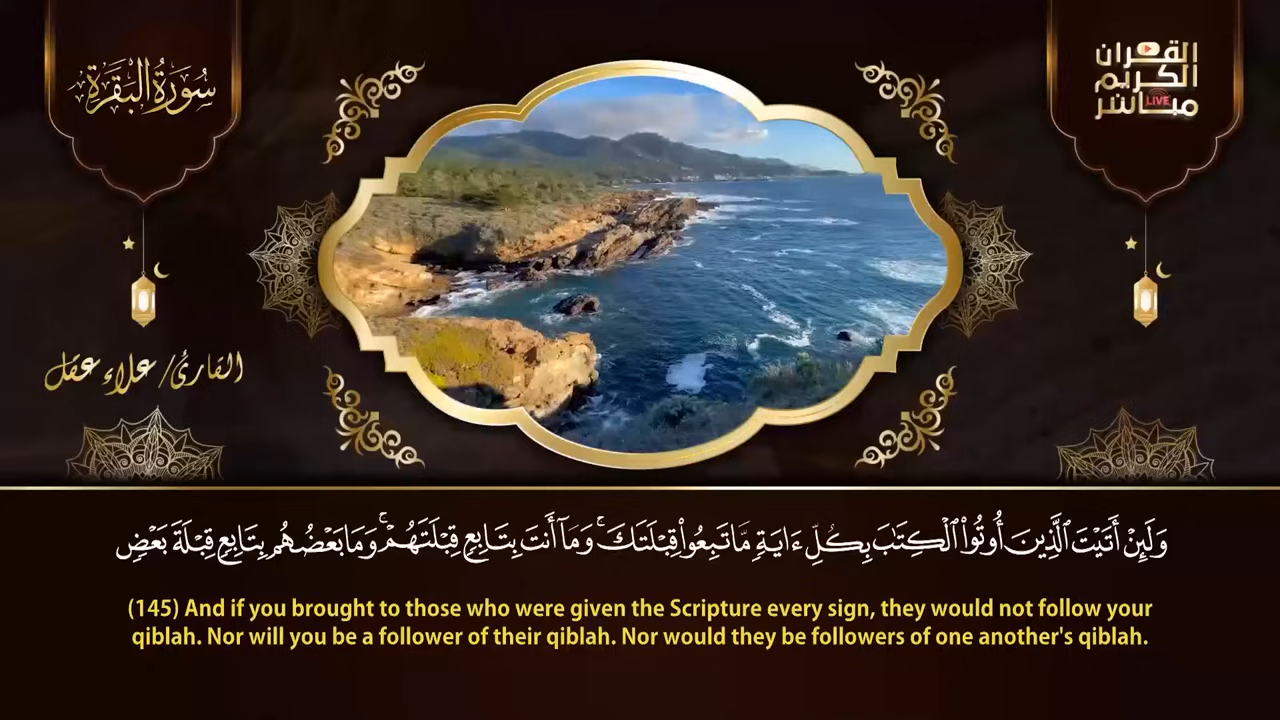 سُورَةُ البَقَرَةِ
القرآن
الكريم
مباشر
LIVE
القارئ/ علاء عقل
وَلَئِنْ أَتَيْتَ ٱلَّذِينَ أُوتُوا۟ ٱلْكِتَٰبَ بِكُلِّ ءَايَةٍ مَّا تَبِعُوا۟ قِبْلَتَكَ ۚ وَمَآ أَنتَ بِتَابِعٍ قِبْلَتَهُمْ ۚ وَمَا بَعْضُهُم بِتَابِعٍ قِبْلَةَ بَعْضٍ
(145) And if you brought to those who were given the Scripture every sign, they would not follow your
qiblah. Nor will you be a follower of their qiblah. Nor would they be followers of one another's qiblah.